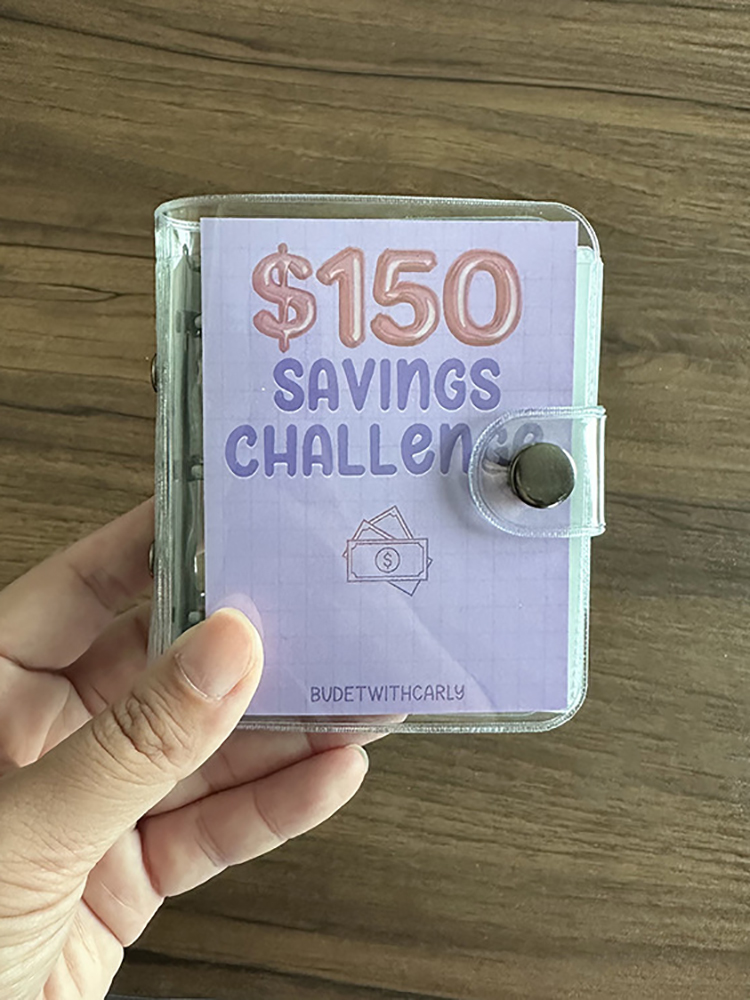 $150
SAVINGS
CHALLENGE
$
BUDETWITHCARLY